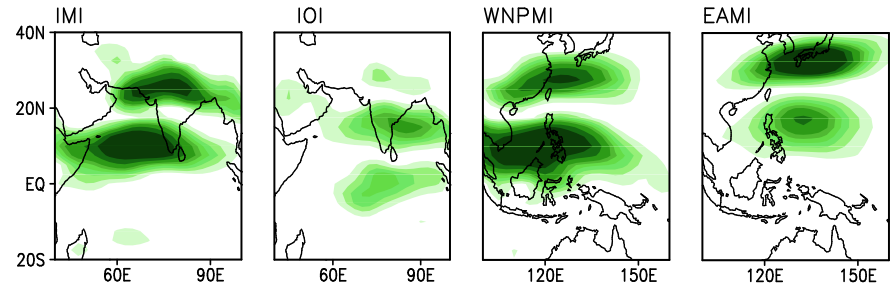 IMI IOI WNPMI EAMI
40N
20N
EQ
20S
60E 90E 60E 90E 120E 150E 120E 150E